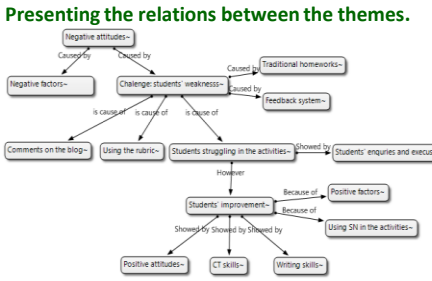 Presenting the relations between the themes.
Negative attitudes~
Caused by
Caused by
Negative factors~
Chalenge: students' weaknesss~
Caused by
Traditional homeworks~
Caused by
Feedback system~
is cause of
is cause of
is cause of
Comments on the blog~
Using the rubric~
Students struggling in the activities~
Showed by
Students' enquries and execus
However
Students' improvement~
Because of
Positive factors~
Because of
Using SN in the activities~
Showed by
Showed by
Showed by
Positive attitudes~
CT skills~
Writing skills~